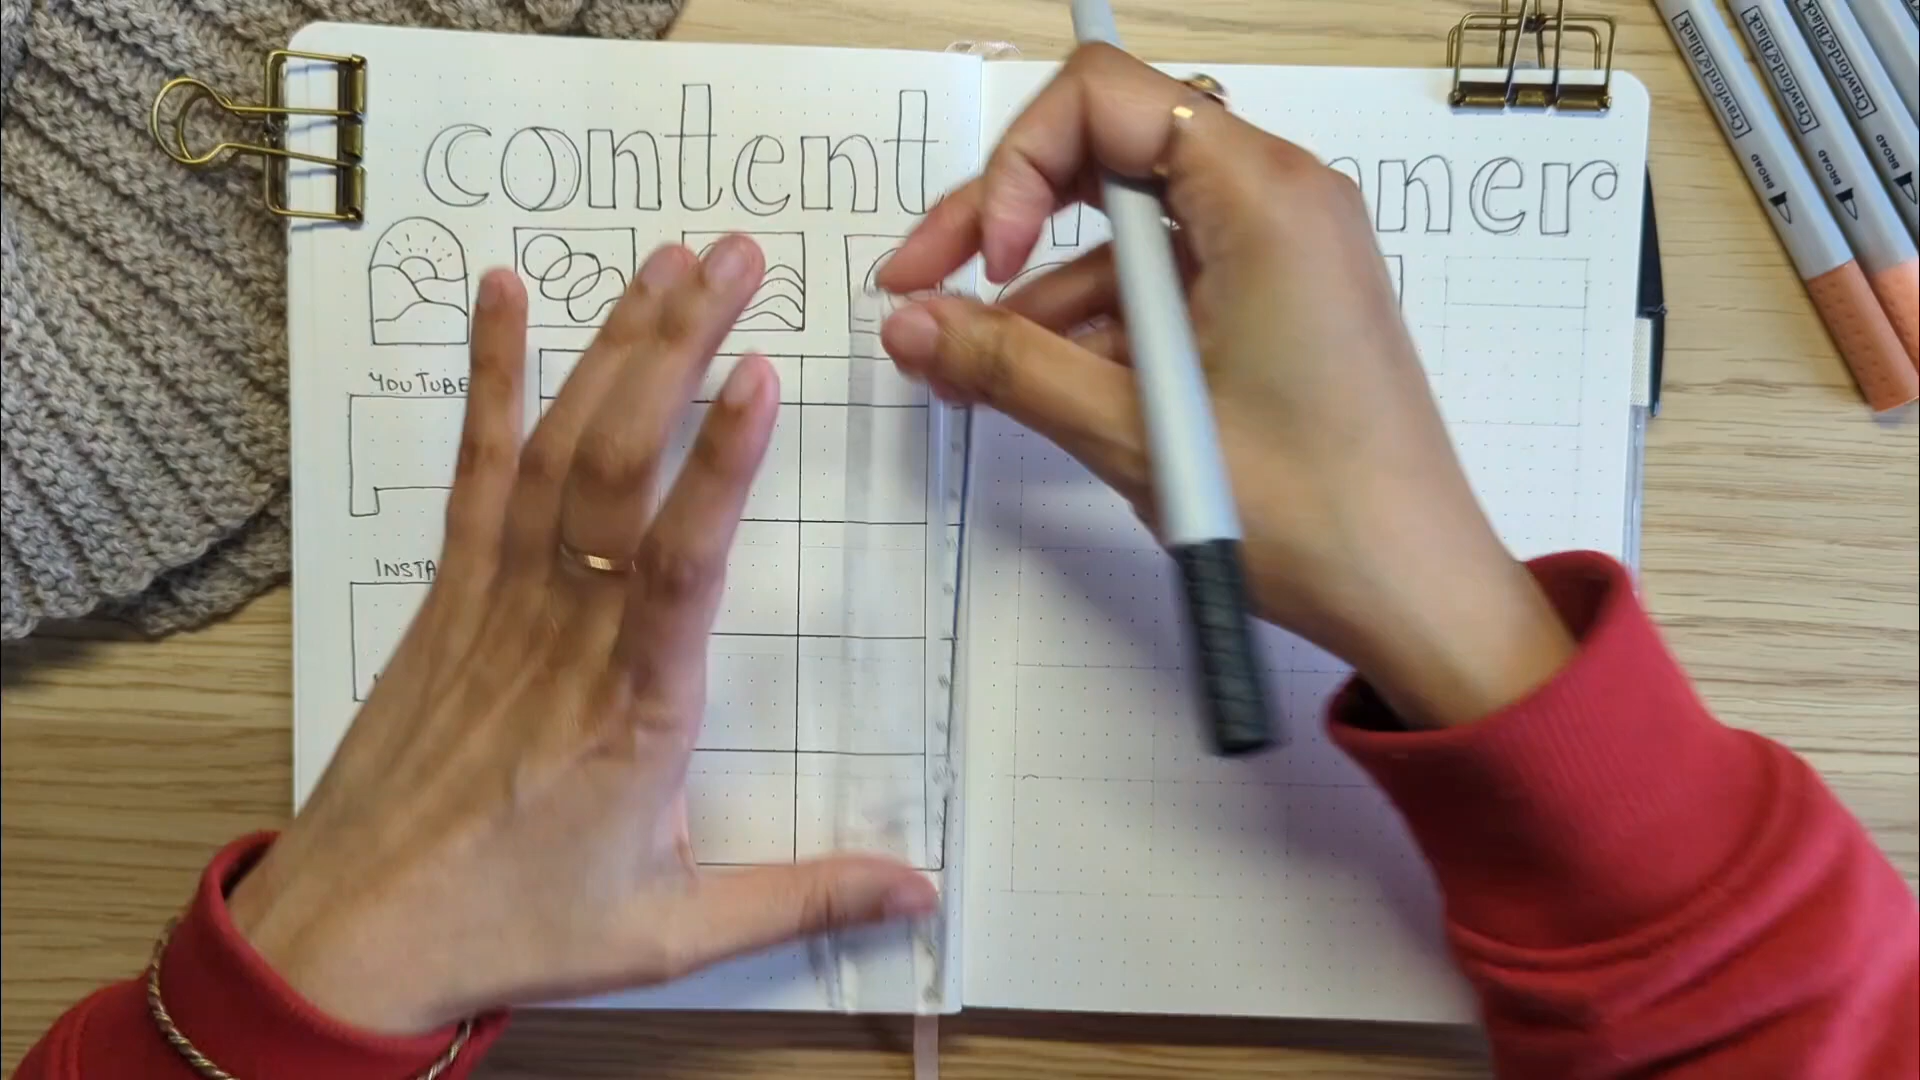 content
nner
YOUTUBE
INSTA
Crawford&Black
BROAD
Crawford&Black
BROAD
Crawford&Black
BROAD